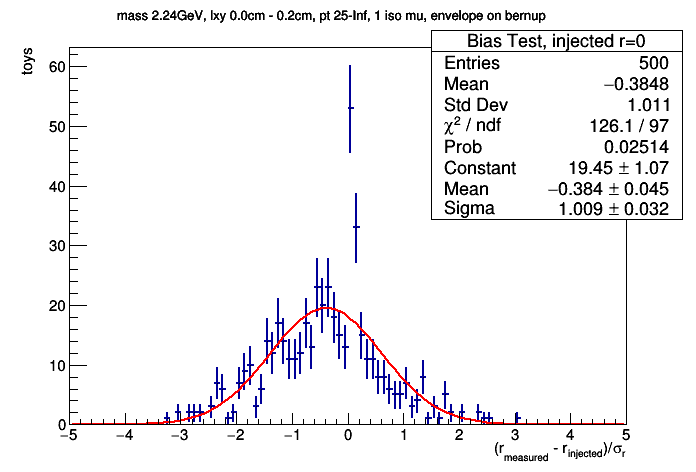 mass 2.24GeV, lxy 0.0cm - 0.2cm, pt 25-Inf, 1 iso mu, envelope on bernup
Bias Test, injected r=0
Entries 500
Mean −0.3848
Std Dev 1.011
χ² / ndf 126.1 / 97
Prob 0.02514
Constant 19.45 ± 1.07
Mean −0.384 ± 0.045
Sigma 1.009 ± 0.032
toys
60
50
40
30
20
10
0
−5 −4 −3 −2 −1 0 1 2 3 4 5
(r_measured - r_injected)/σ_r